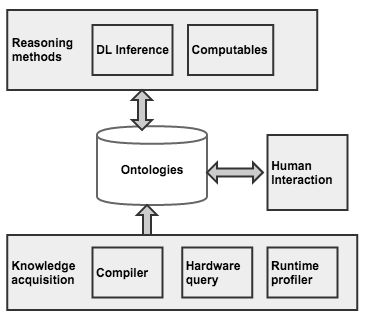 Reasoning
methods
DL Inference
Computables
Ontologies
Human
Interaction
Knowledge
acquisition
Compiler
Hardware
query
Runtime
profiler